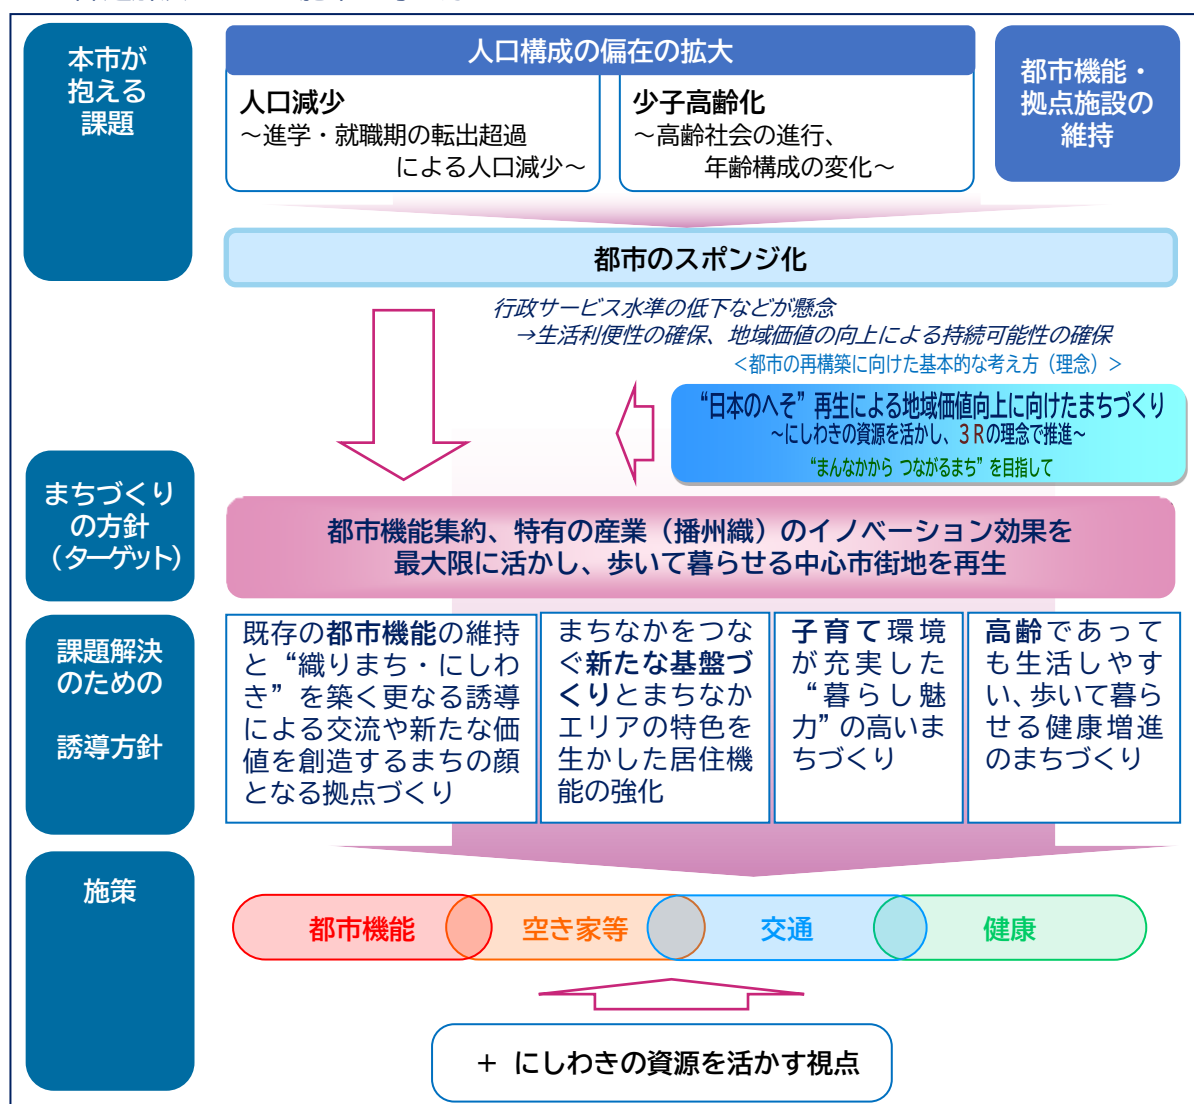 本市が
抱える
課題
人口構成の偏在の拡大
人口減少
～進学・就職期の転出超過
による人口減少～
少子高齢化
～高齢社会の進行、
年齢構成の変化～
都市機能・
拠点施設の
維持
都市のスポンジ化
行政サービス水準の低下などが懸念
→生活利便性の確保、地域価値の向上による持続可能性の確保
＜都市の再構築に向けた基本的な考え方（理念）＞
“日本のへそ”再生による地域価値向上に向けたまちづくり
～にしわきの資源を活かし、３Ｒの理念で推進～
“まんなかから つながるまち”を目指して
まちづくり
の方針
（ターゲット）
都市機能集約、特有の産業（播州織）のイノベーション効果を
最大限に活かし、歩いて暮らせる中心市街地を再生
課題解決
のための
誘導方針
既存の都市機能の維持
と“織りまち・にしわ
き”を築く更なる誘導
による交流や新たな価
値を創造するまちの顔
となる拠点づくり
まちなかをつな
ぐ新たな基盤づ
くりとまちなか
エリアの特色を
生かした居住機
能の強化
子育て環境
が充実した
“暮らし魅
力”の高いま
ちづくり
高齢であって
も生活しやす
い、歩いて暮ら
せる健康増進
のまちづくり
施策
都市機能
空き家等
交通
健康
＋ にしわきの資源を活かす視点